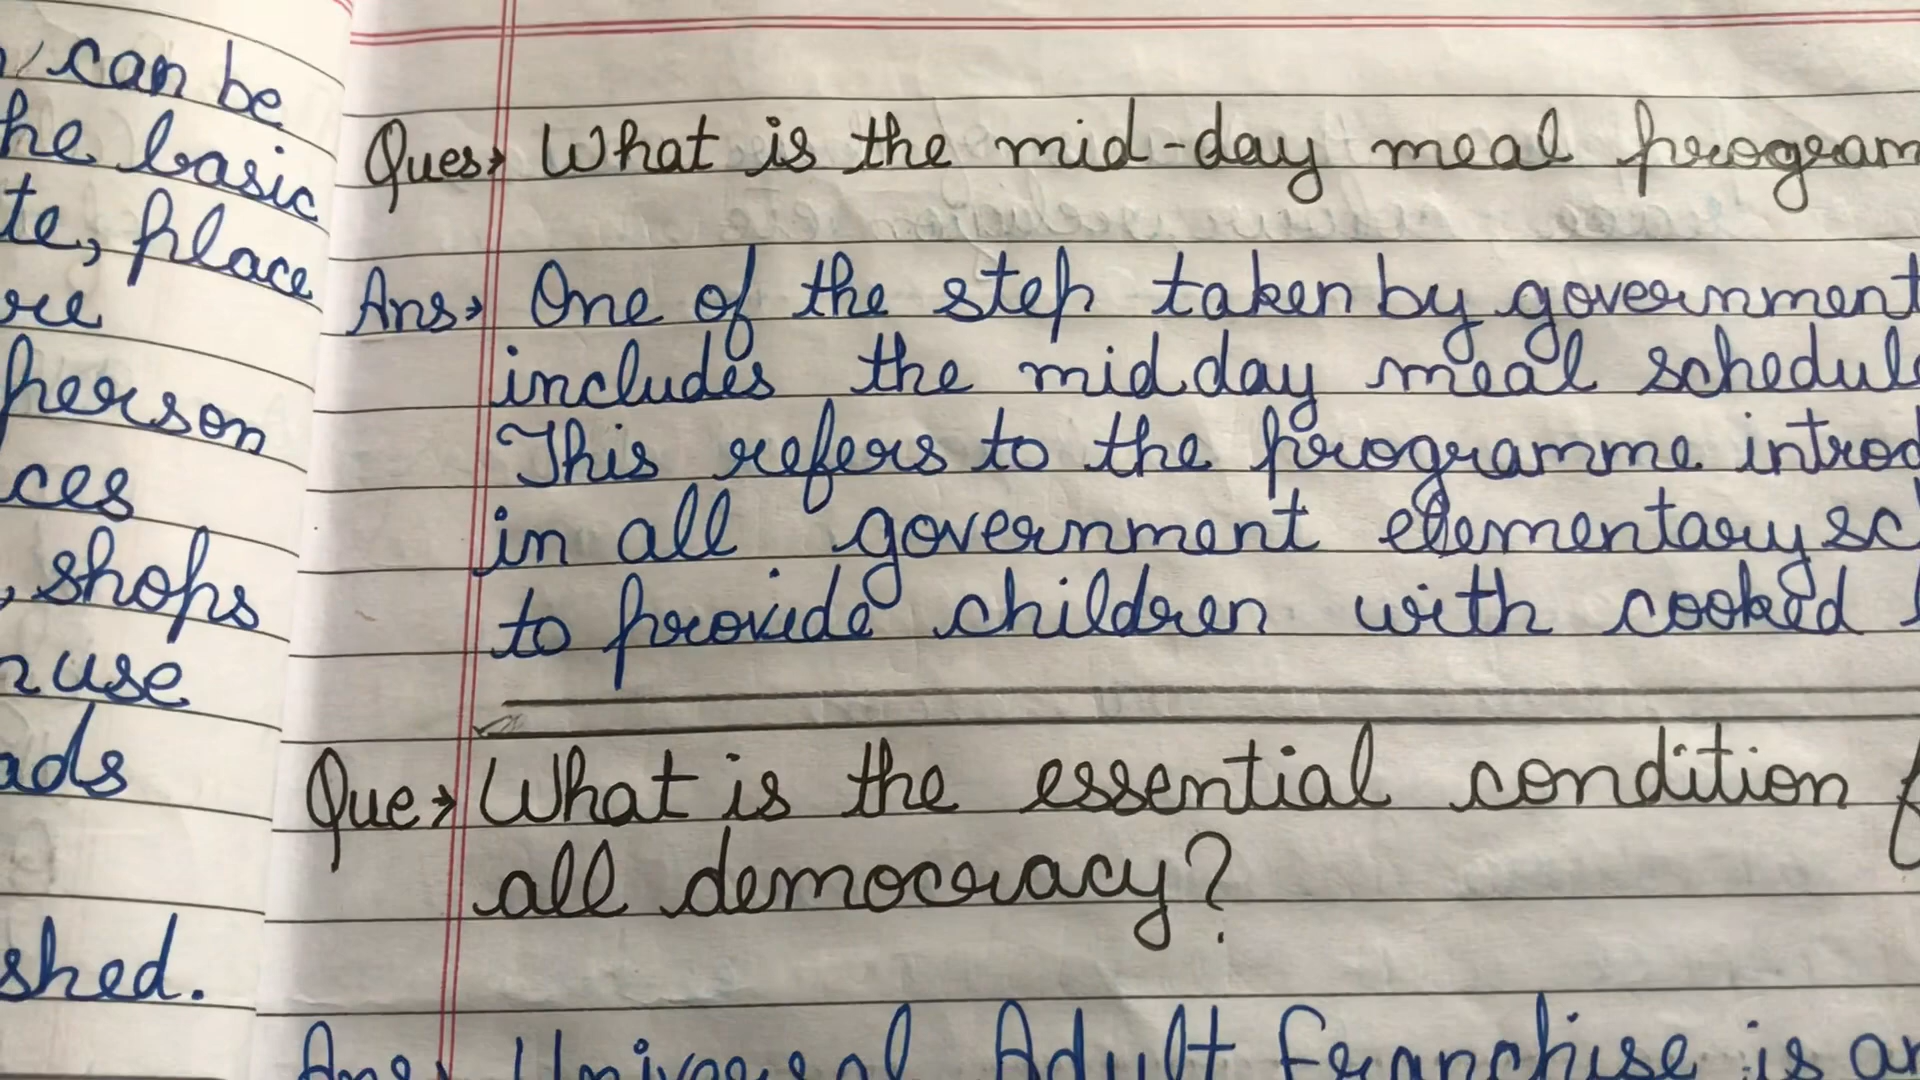 can be
he basic
te, place
re
person
ces
, shops
use
ads
shed.
Ques→ What is the mid-day meal program
Ans→ One of the step taken by government
includes the midday meal schedul
This refers to the programme introd
in all government elementary sc
to provide children with cooked
Que→ What is the essential condition f
all democracy?
Ans→ Universal Adult Franchise is an